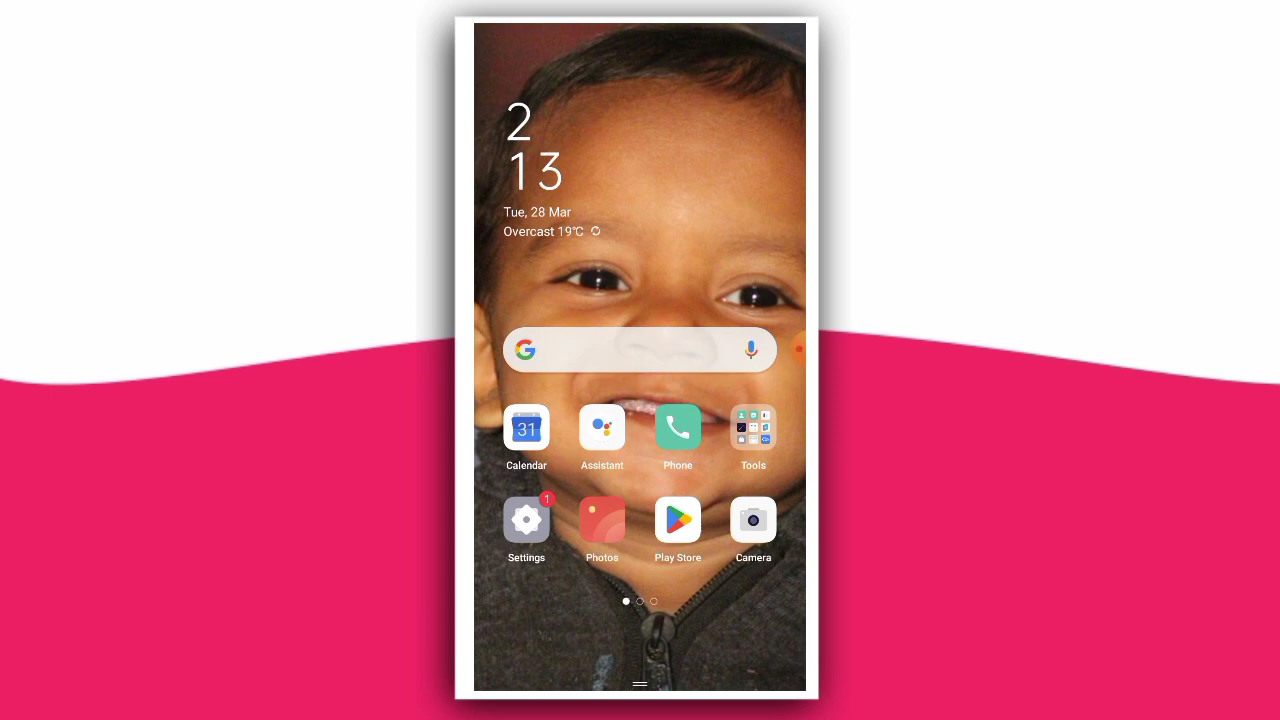 2
13
Tue, 28 Mar
Overcast 19°C
31
Calendar Assistant Phone Tools
1
Settings Photos Play Store Camera